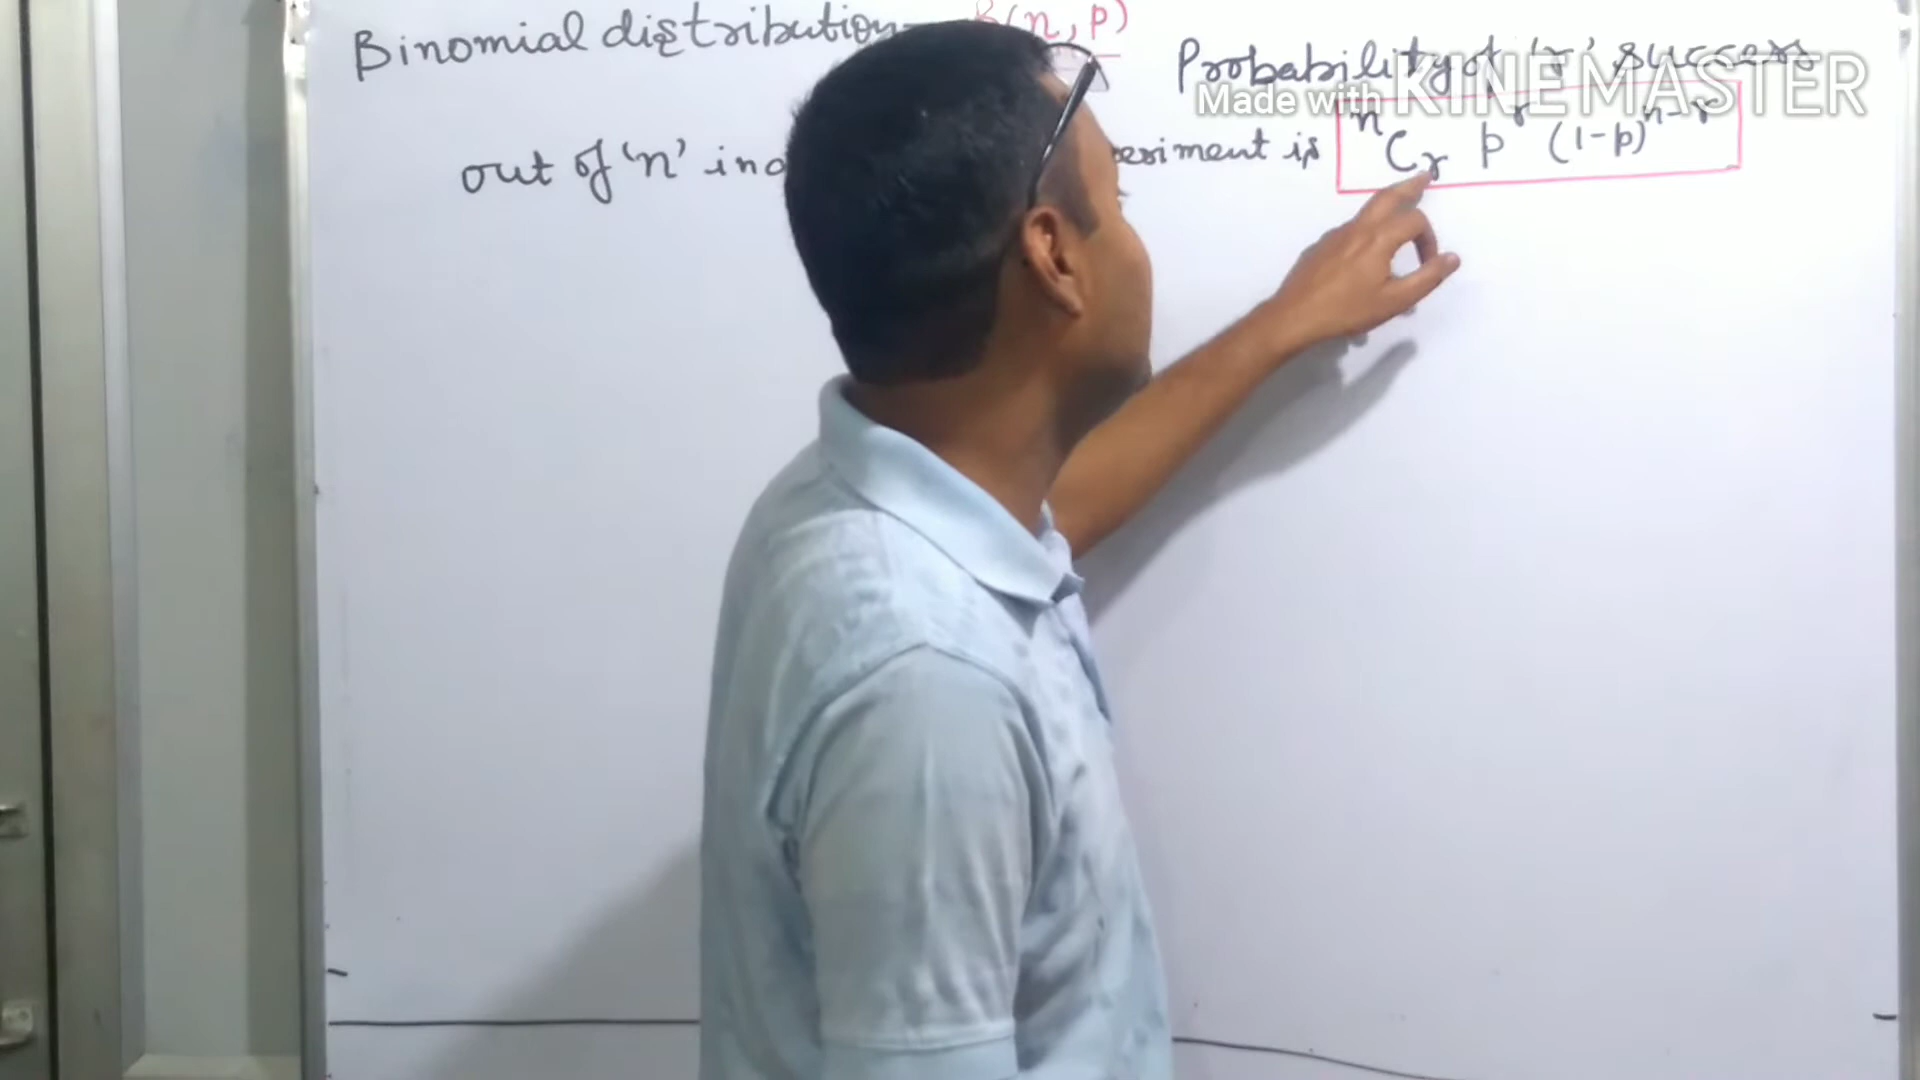 Binomial distribution - B(n, p)
Probability of 'r' success
Made with KINEMASTER
out of 'n' ind periment is ⁿCᵣ pʳ (1-p)ⁿ⁻ʳ